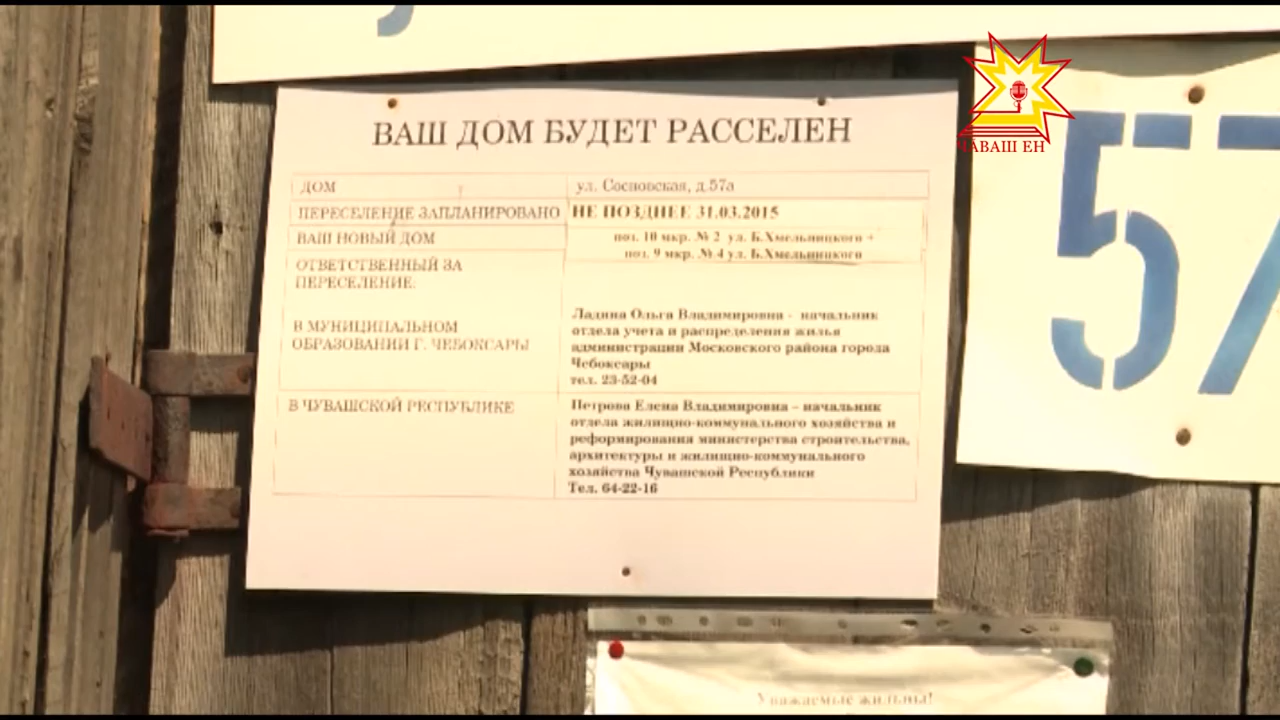 ВАШ ДОМ БУДЕТ РАССЕЛЕН
ДОМ ул. Сосновская, д.57а
ПЕРЕСЕЛЕНИЕ ЗАПЛАНИРОВАНО НЕ ПОЗДНЕЕ 31.03.2015
ВАШ НОВЫЙ ДОМ поз. 10 мкр. № 2 ул. Б.Хмельницкого +
поз. 9 мкр. № 4 ул. Б.Хмельницкого
ОТВЕТСТВЕННЫЙ ЗА
ПЕРЕСЕЛЕНИЕ:
В МУНИЦИПАЛЬНОМ
ОБРАЗОВАНИИ Г. ЧЕБОКСАРЫ
Ладина Ольга Владимировна - начальник
отдела учета и распределения жилья
администрации Московского района города
Чебоксары
тел. 23-52-04
В ЧУВАШСКОЙ РЕСПУБЛИКЕ
Петрова Елена Владимировна – начальник
отдела жилищно-коммунального хозяйства и
реформирования министерства строительства,
архитектуры и жилищно-коммунального
хозяйства Чувашской Республики
Тел. 64-22-16
ЧӐВАШ ЕН
57
Уважаемые жильцы!